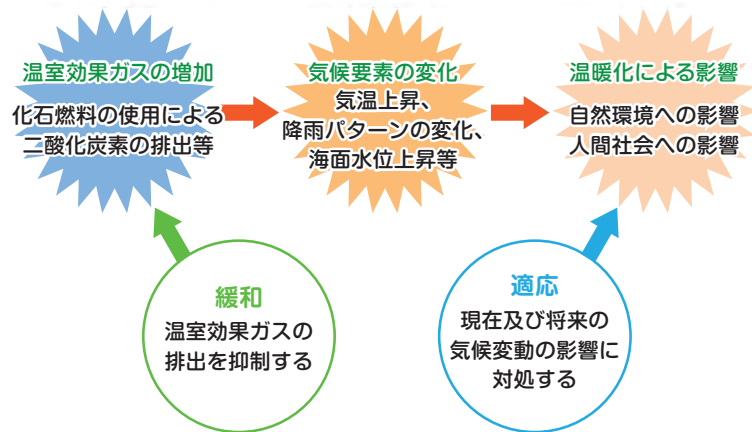 温室効果ガスの増加
化石燃料の使用による
二酸化炭素の排出等
気候要素の変化
気温上昇、
降雨パターンの変化、
海面水位上昇等
温暖化による影響
自然環境への影響
人間社会への影響
緩和
温室効果ガスの
排出を抑制する
適応
現在及び将来の
気候変動の影響に
対処する